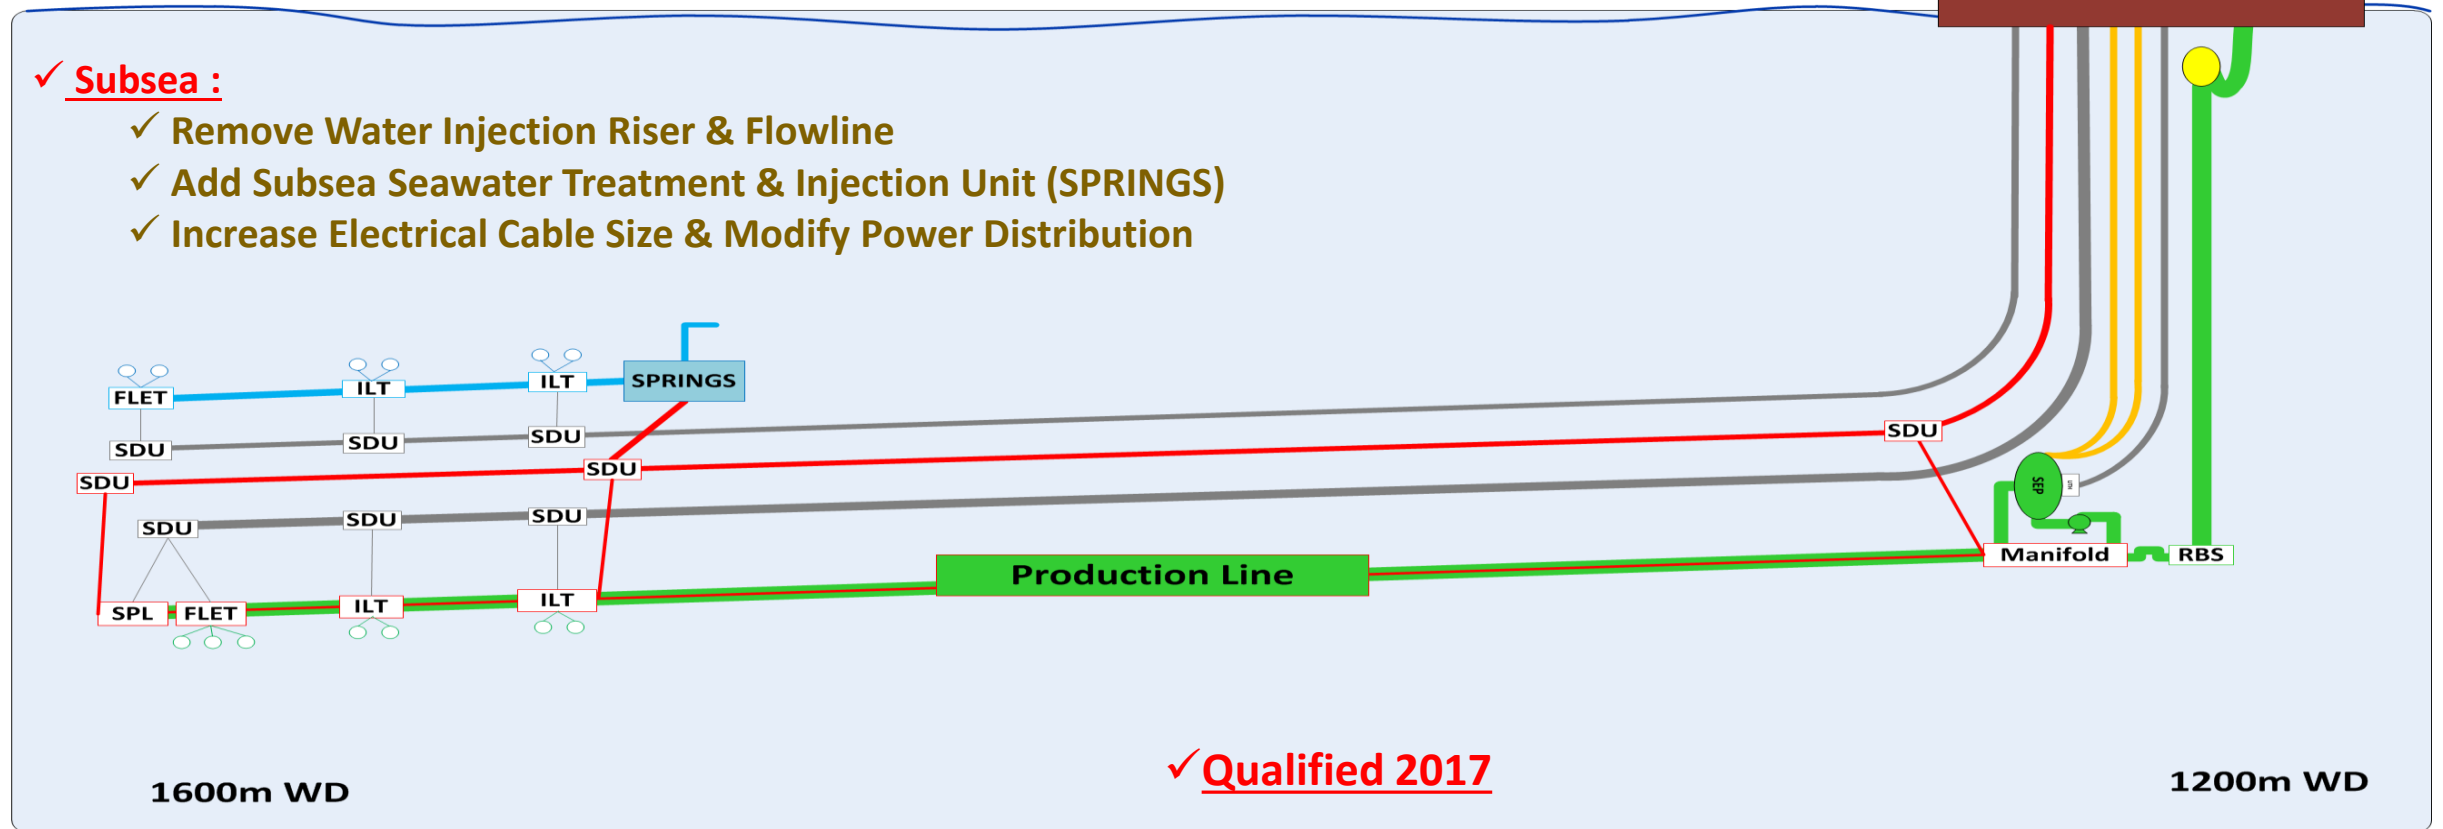 ✓ Subsea :
✓ Remove Water Injection Riser & Flowline
✓ Add Subsea Seawater Treatment & Injection Unit (SPRINGS)
✓ Increase Electrical Cable Size & Modify Power Distribution
FLET
ILT
ILT
SPRINGS
SDU
SDU
SDU
SDU
SDU
SDU
SDU
SDU
SDU
SEP
SPL
FLET
ILT
ILT
Production Line
Manifold
RBS
✓Qualified 2017
1600m WD
1200m WD